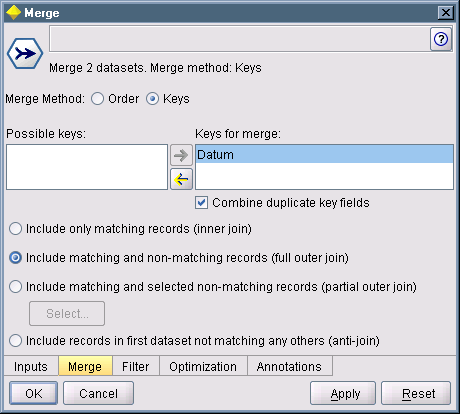 Merge
?
Merge 2 datasets. Merge method: Keys
Merge Method: Order Keys
Possible keys: Keys for merge:
Datum
Combine duplicate key fields
Include only matching records (inner join)
Include matching and non-matching records (full outer join)
Include matching and selected non-matching records (partial outer join)
Select...
Include records in first dataset not matching any others (anti-join)
Inputs Merge Filter Optimization Annotations
OK Cancel Apply Reset